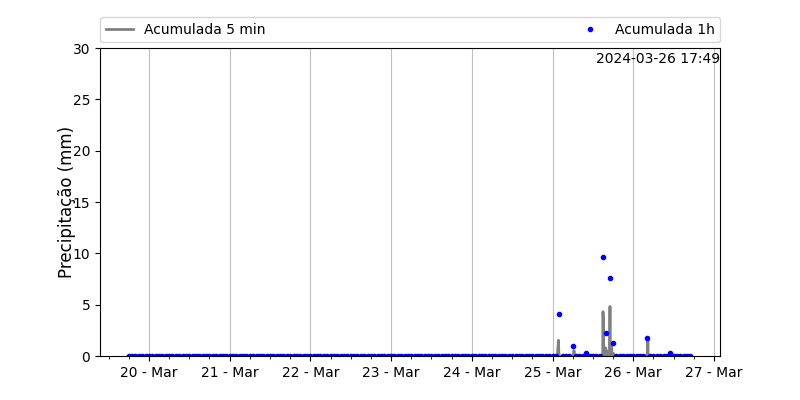 Acumulada 5 min
Acumulada 1h
2024-03-26 17:49
Precipitação (mm)
30
25
20
15
10
5
0
20 - Mar
21 - Mar
22 - Mar
23 - Mar
24 - Mar
25 - Mar
26 - Mar
27 - Mar